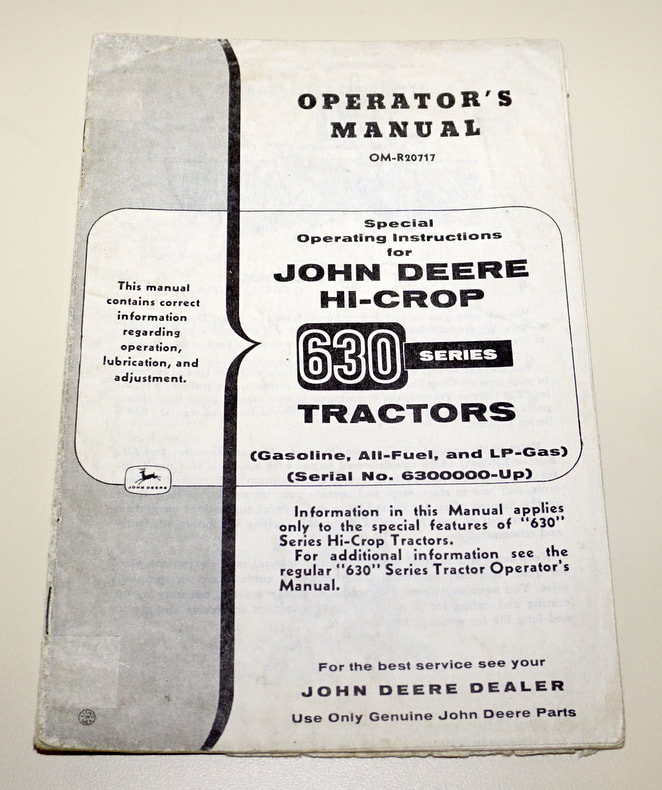 OPERATOR'S
MANUAL
OM-R20717
Special
Operating Instructions
for
JOHN DEERE
HI-CROP
630 SERIES
TRACTORS
(Gasoline, All-Fuel, and LP-Gas)
(Serial No. 6300000-Up)
This manual
contains correct
information
regarding
operation,
lubrication, and
adjustment.
JOHN DEERE
Information in this Manual applies
only to the special features of "630"
Series Hi-Crop Tractors.
For additional information see the
regular "630" Series Tractor Operator's
Manual.
For the best service see your
JOHN DEERE DEALER
Use Only Genuine John Deere Parts